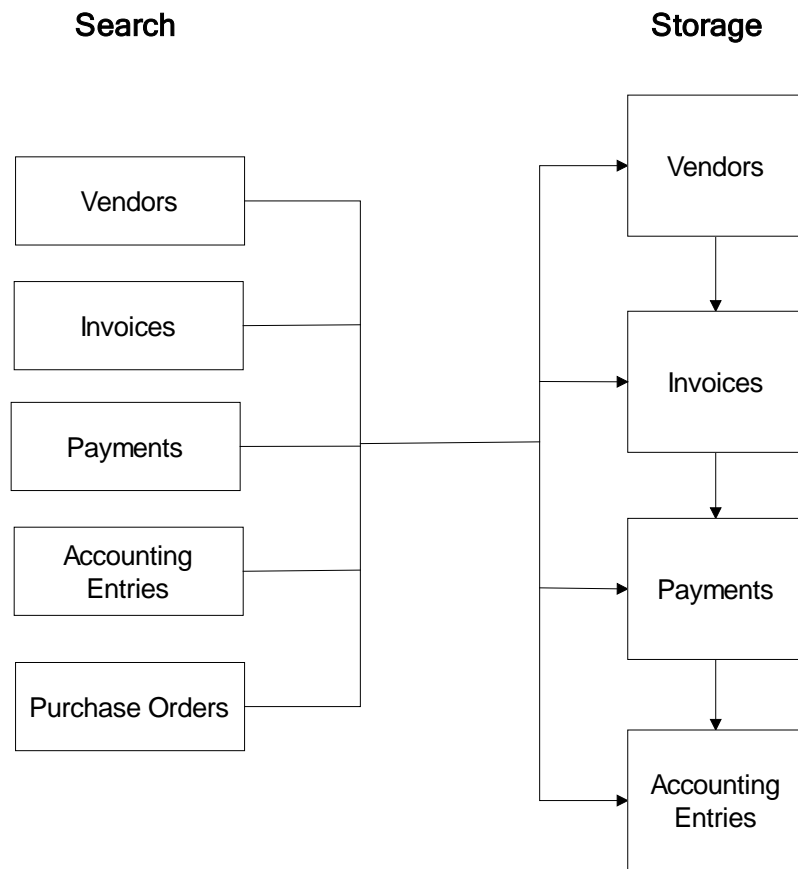 Search
Storage
Vendors
Invoices
Payments
Accounting
Entries
Purchase Orders
Vendors
Invoices
Payments
Accounting
Entries